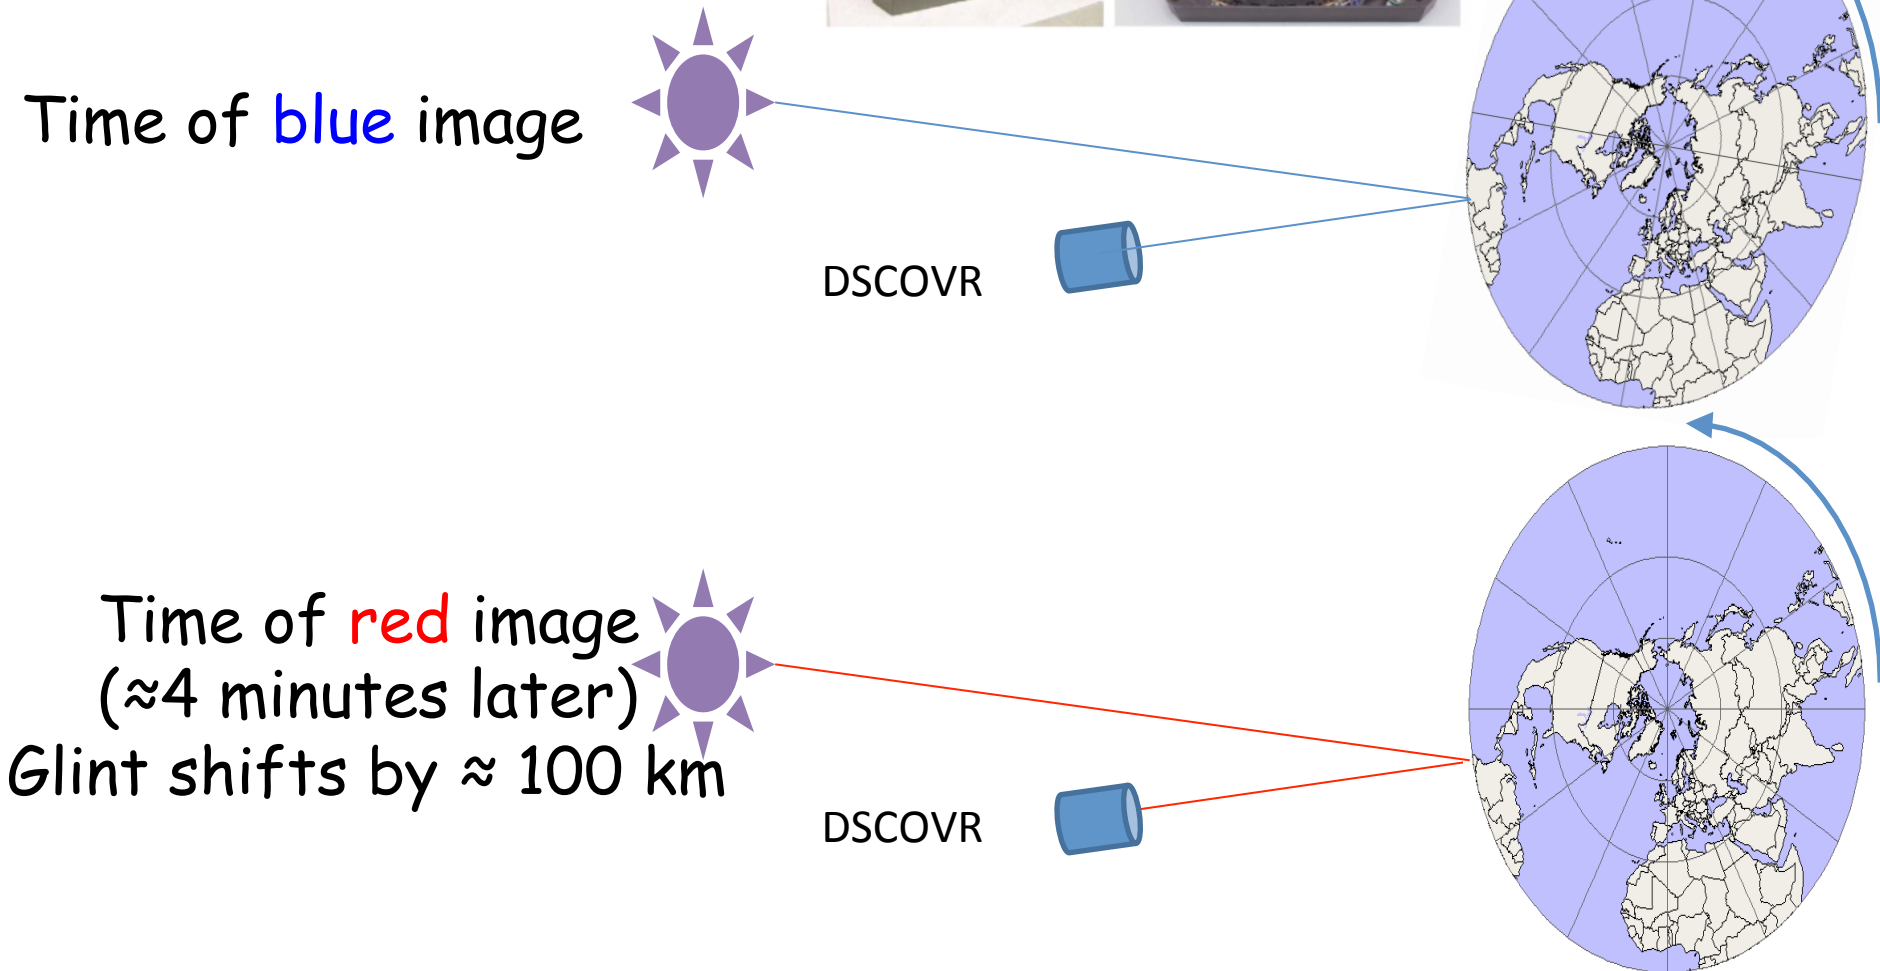 Time of blue image
DSCOVR
Time of red image
(≈4 minutes later)
Glint shifts by ≈ 100 km
DSCOVR